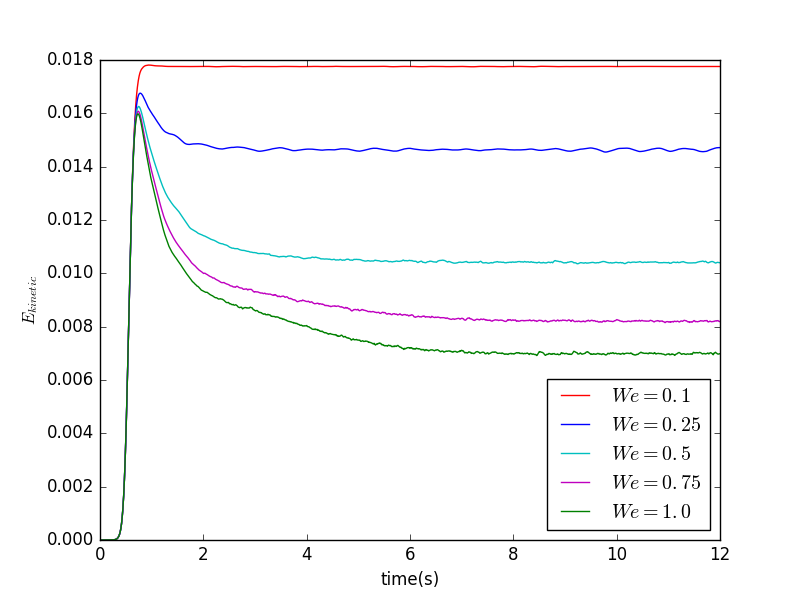 0.018
0.016
0.014
0.012
0.010
0.008
0.006
0.004
0.002
0.000
E_{kinetic}
0 2 4 6 8 10 12
time(s)
We = 0.1
We = 0.25
We = 0.5
We = 0.75
We = 1.0